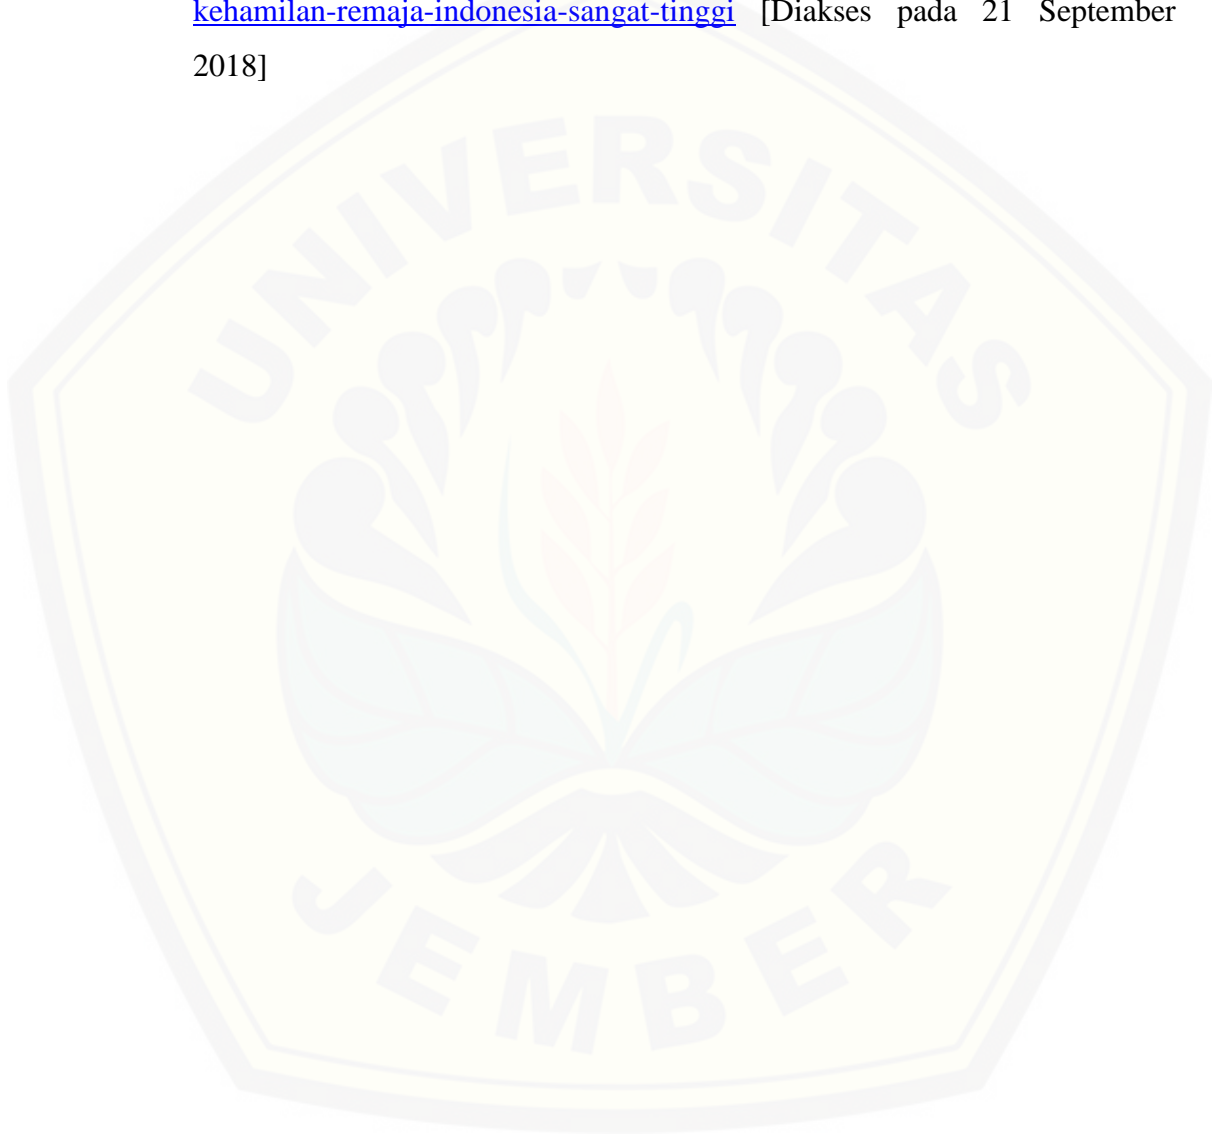 kehamilan-remaja-indonesia-sangat-tinggi [Diakses pada 21 September
2018]
UNIVERSITAS
JEMBER